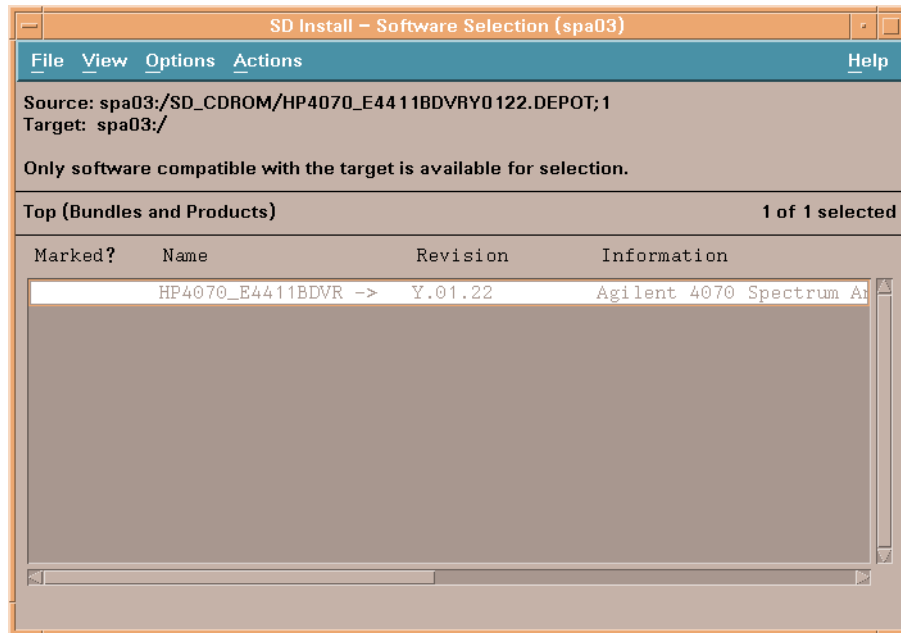 SD Install – Software Selection (spa03)
File View Options Actions Help
Source: spa03:/SD_CDROM/HP4070_E4411BDVRY0122.DEPOT;1
Target: spa03:/
Only software compatible with the target is available for selection.
Top (Bundles and Products) 1 of 1 selected
Marked? Name Revision Information
HP4070_E4411BDVR -> Y.01.22 Agilent 4070 Spectrum